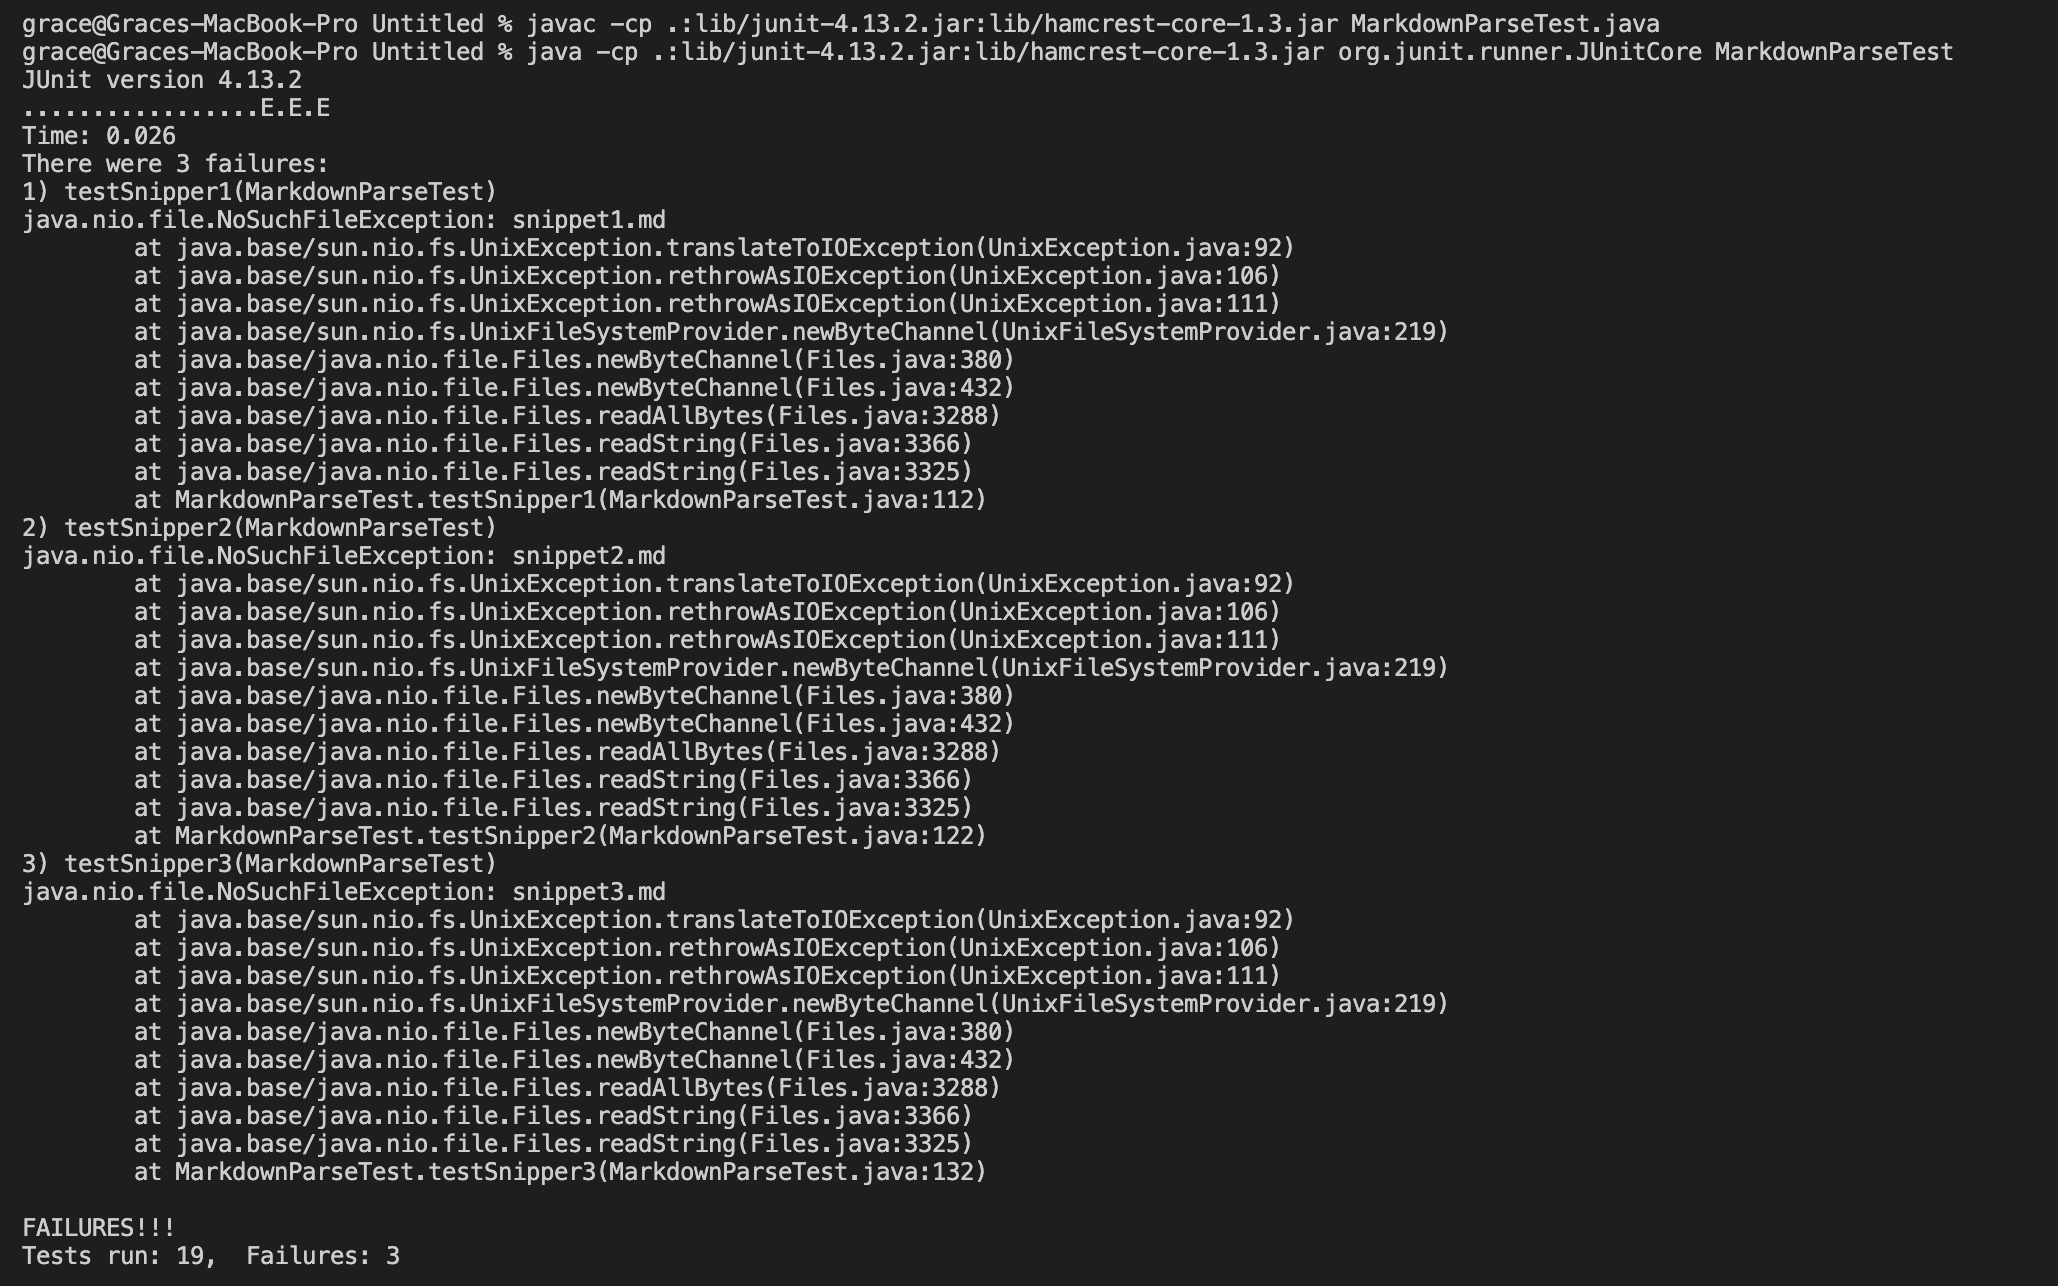 grace@Graces-MacBook-Pro Untitled % javac -cp .:lib/junit-4.13.2.jar:lib/hamcrest-core-1.3.jar MarkdownParseTest.java
grace@Graces-MacBook-Pro Untitled % java -cp .:lib/junit-4.13.2.jar:lib/hamcrest-core-1.3.jar org.junit.runner.JUnitCore MarkdownParseTest
JUnit version 4.13.2
.................E.E.E
Time: 0.026
There were 3 failures:
1) testSnipper1(MarkdownParseTest)
java.nio.file.NoSuchFileException: snippet1.md
        at java.base/sun.nio.fs.UnixException.translateToIOException(UnixException.java:92)
        at java.base/sun.nio.fs.UnixException.rethrowAsIOException(UnixException.java:106)
        at java.base/sun.nio.fs.UnixException.rethrowAsIOException(UnixException.java:111)
        at java.base/sun.nio.fs.UnixFileSystemProvider.newByteChannel(UnixFileSystemProvider.java:219)
        at java.base/java.nio.file.Files.newByteChannel(Files.java:380)
        at java.base/java.nio.file.Files.newByteChannel(Files.java:432)
        at java.base/java.nio.file.Files.readAllBytes(Files.java:3288)
        at java.base/java.nio.file.Files.readString(Files.java:3366)
        at java.base/java.nio.file.Files.readString(Files.java:3325)
        at MarkdownParseTest.testSnipper1(MarkdownParseTest.java:112)
2) testSnipper2(MarkdownParseTest)
java.nio.file.NoSuchFileException: snippet2.md
        at java.base/sun.nio.fs.UnixException.translateToIOException(UnixException.java:92)
        at java.base/sun.nio.fs.UnixException.rethrowAsIOException(UnixException.java:106)
        at java.base/sun.nio.fs.UnixException.rethrowAsIOException(UnixException.java:111)
        at java.base/sun.nio.fs.UnixFileSystemProvider.newByteChannel(UnixFileSystemProvider.java:219)
        at java.base/java.nio.file.Files.newByteChannel(Files.java:380)
        at java.base/java.nio.file.Files.newByteChannel(Files.java:432)
        at java.base/java.nio.file.Files.readAllBytes(Files.java:3288)
        at java.base/java.nio.file.Files.readString(Files.java:3366)
        at java.base/java.nio.file.Files.readString(Files.java:3325)
        at MarkdownParseTest.testSnipper2(MarkdownParseTest.java:122)
3) testSnipper3(MarkdownParseTest)
java.nio.file.NoSuchFileException: snippet3.md
        at java.base/sun.nio.fs.UnixException.translateToIOException(UnixException.java:92)
        at java.base/sun.nio.fs.UnixException.rethrowAsIOException(UnixException.java:106)
        at java.base/sun.nio.fs.UnixException.rethrowAsIOException(UnixException.java:111)
        at java.base/sun.nio.fs.UnixFileSystemProvider.newByteChannel(UnixFileSystemProvider.java:219)
        at java.base/java.nio.file.Files.newByteChannel(Files.java:380)
        at java.base/java.nio.file.Files.newByteChannel(Files.java:432)
        at java.base/java.nio.file.Files.readAllBytes(Files.java:3288)
        at java.base/java.nio.file.Files.readString(Files.java:3366)
        at java.base/java.nio.file.Files.readString(Files.java:3325)
        at MarkdownParseTest.testSnipper3(MarkdownParseTest.java:132)

FAILURES!!!
Tests run: 19,  Failures: 3